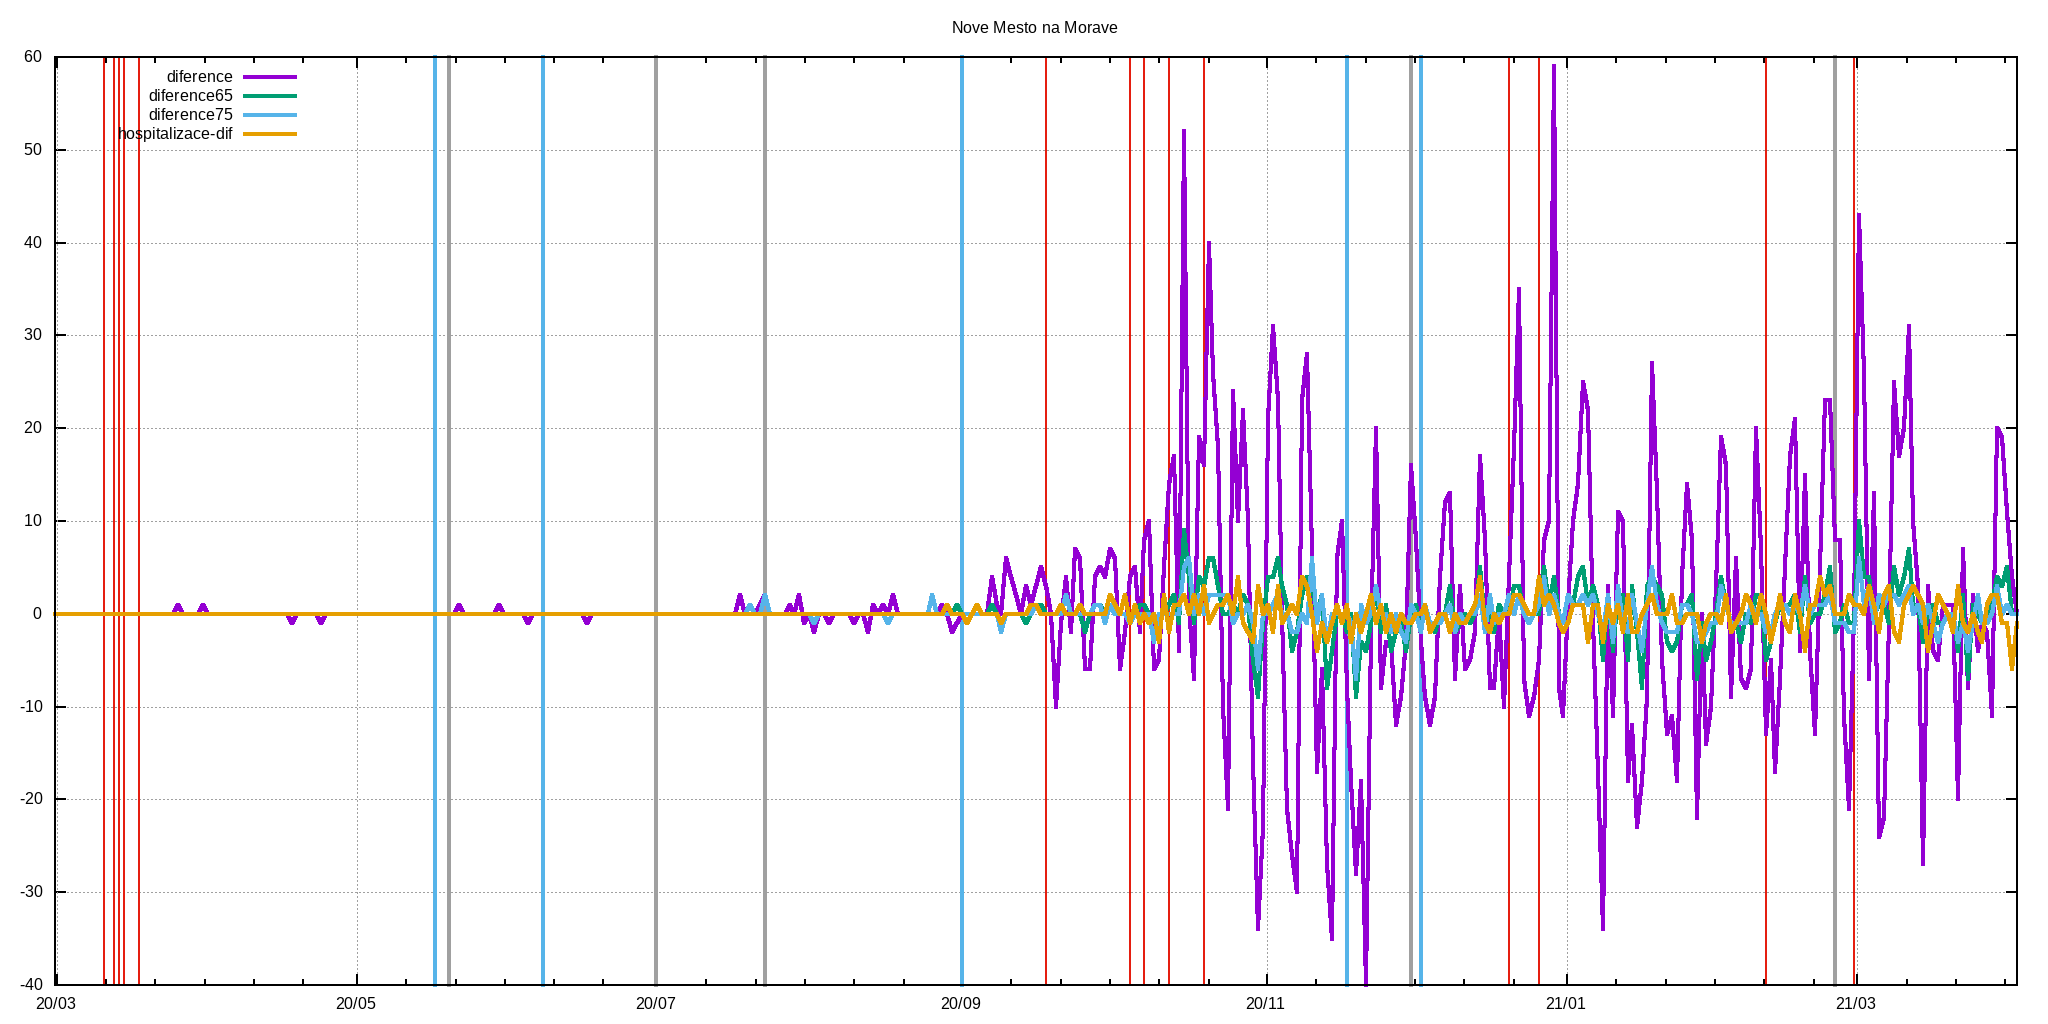 Nove Mesto na Morave
60
50
40
30
20
10
0
-10
-20
-30
-40
diference
diference65
diference75
hospitalizace-dif
20/03 20/05 20/07 20/09 20/11 21/01 21/03